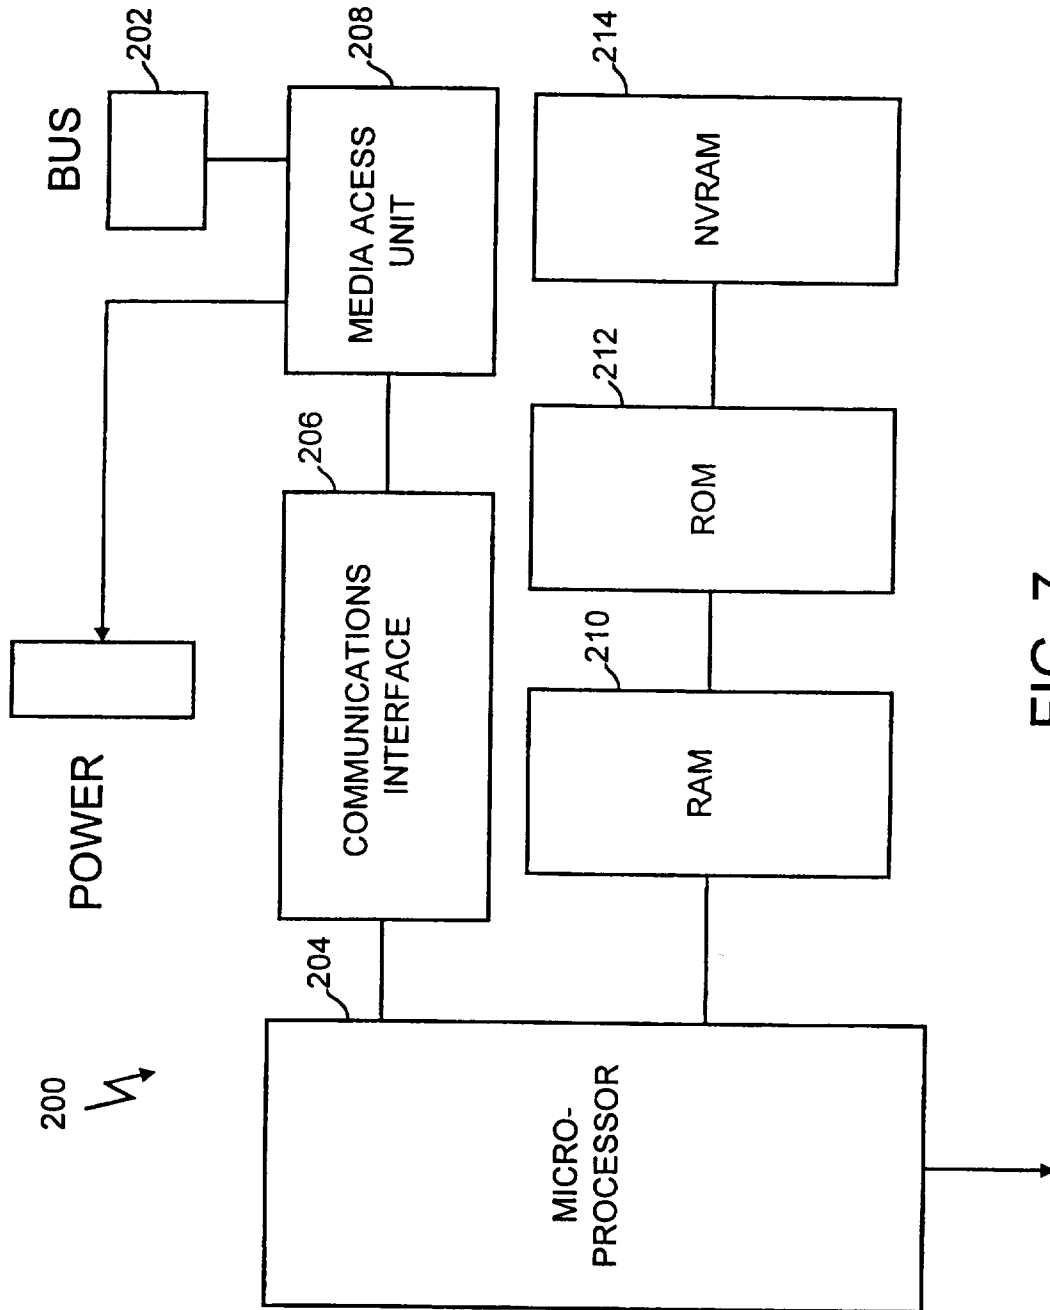 200
POWER
BUS
202
204
206
208
MICRO-
PROCESSOR
COMMUNICATIONS
INTERFACE
MEDIA ACESS
UNIT
210
212
214
RAM
ROM
NVRAM